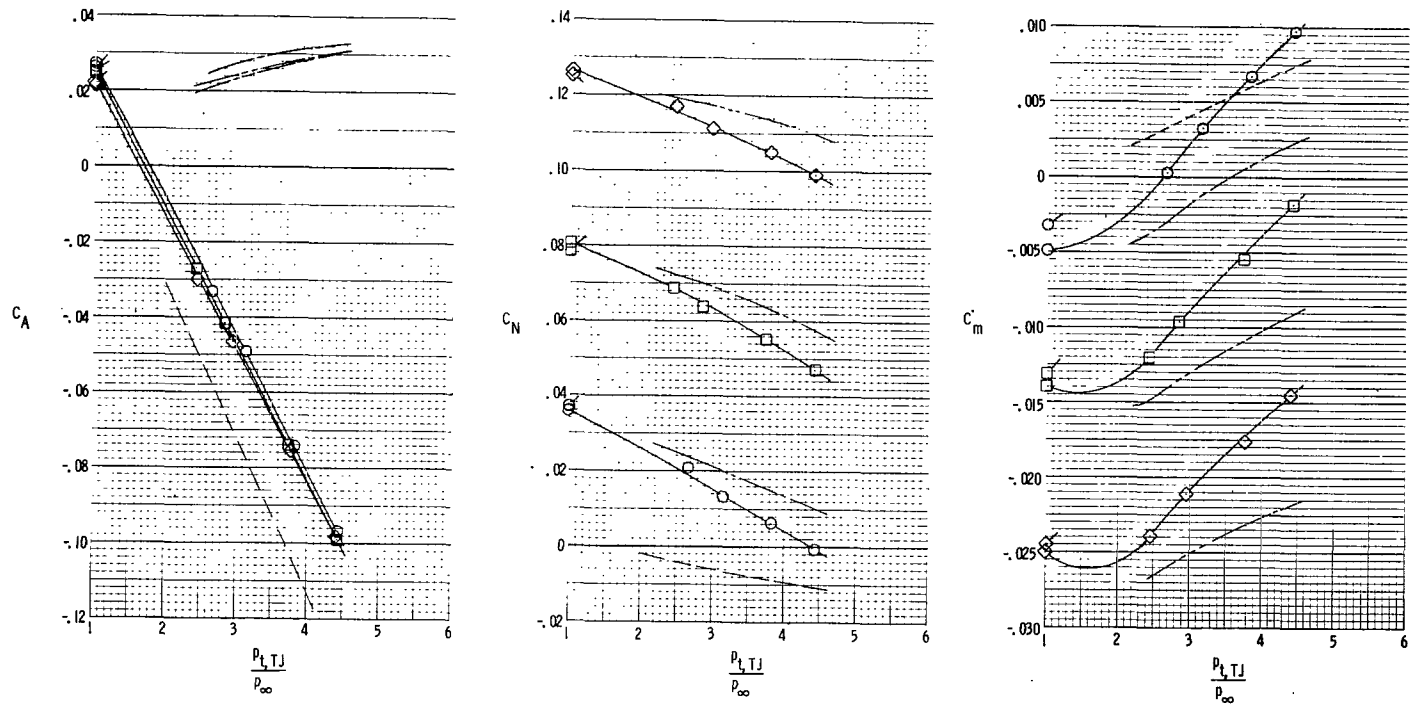 .04
.02
0
-.02
-.04
-.06
-.08
-.10
-.12
C_A
1 2 3 4 5 6
p_t,TJ
p_∞
.14
.12
.10
.08
.06
.04
.02
0
-.02
C_N
1 2 3 4 5 6
p_t,TJ
p_∞
.010
.005
0
-.005
-.010
-.015
-.020
-.025
-.030
C_m
1 2 3 4 5 6
p_t,TJ
p_∞